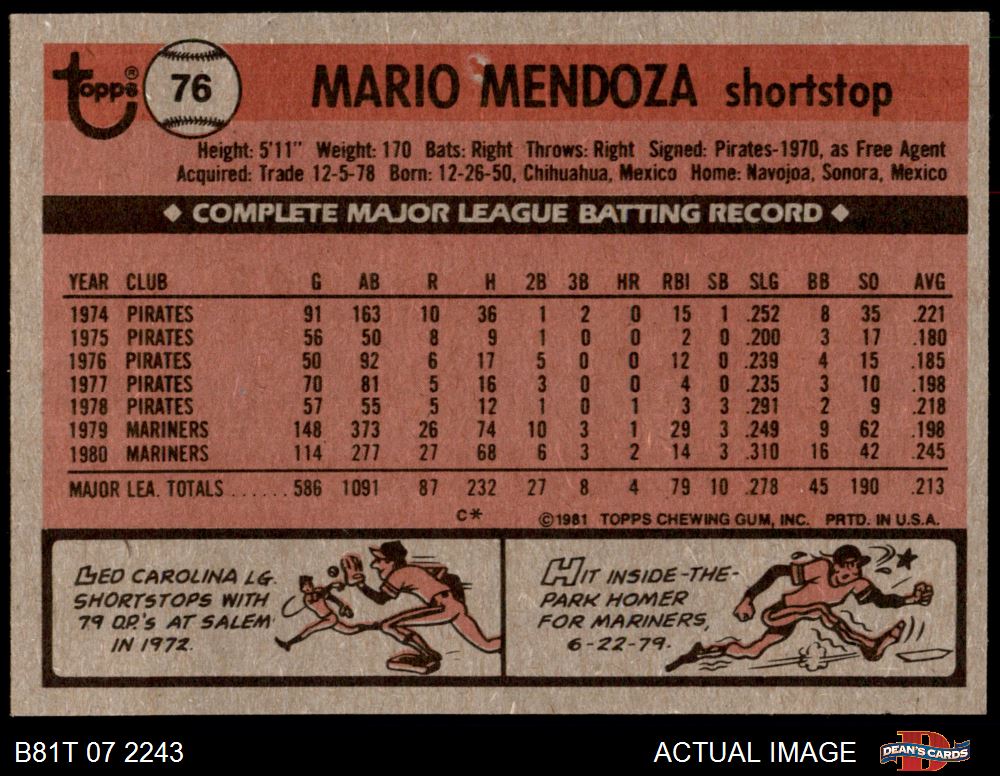 topps® 76 MARIO MENDOZA shortstop
Height: 5'11" Weight: 170 Bats: Right Throws: Right Signed: Pirates-1970, as Free Agent
Acquired: Trade 12-5-78 Born: 12-26-50, Chihuahua, Mexico Home: Navojoa, Sonora, Mexico
◆ COMPLETE MAJOR LEAGUE BATTING RECORD ◆
YEAR CLUB G AB R H 2B 3B HR RBI SB SLG BB SO AVG
1974 PIRATES 91 163 10 36 1 2 0 15 1 .252 8 35 .221
1975 PIRATES 56 50 8 9 1 0 0 2 0 .200 3 17 .180
1976 PIRATES 50 92 6 17 5 0 0 12 0 .239 4 15 .185
1977 PIRATES 70 81 5 16 3 0 0 4 0 .235 3 10 .198
1978 PIRATES 57 55 5 12 1 0 1 3 3 .291 2 9 .218
1979 MARINERS 148 373 26 74 10 3 1 29 3 .249 9 62 .198
1980 MARINERS 114 277 27 68 6 3 2 14 3 .310 16 42 .245
MAJOR LEA. TOTALS ...... 586 1091 87 232 27 8 4 79 10 .278 45 190 .213
C* ©1981 TOPPS CHEWING GUM, INC. PRTD. IN U.S.A.
LED CAROLINA LG.
SHORTSTOPS WITH
79 D.P.'S AT SALEM
IN 1972.
HIT INSIDE-THE-
PARK HOMER
FOR MARINERS,
6-22-79.
B81T 07 2243 ACTUAL IMAGE DEAN'S CARDS